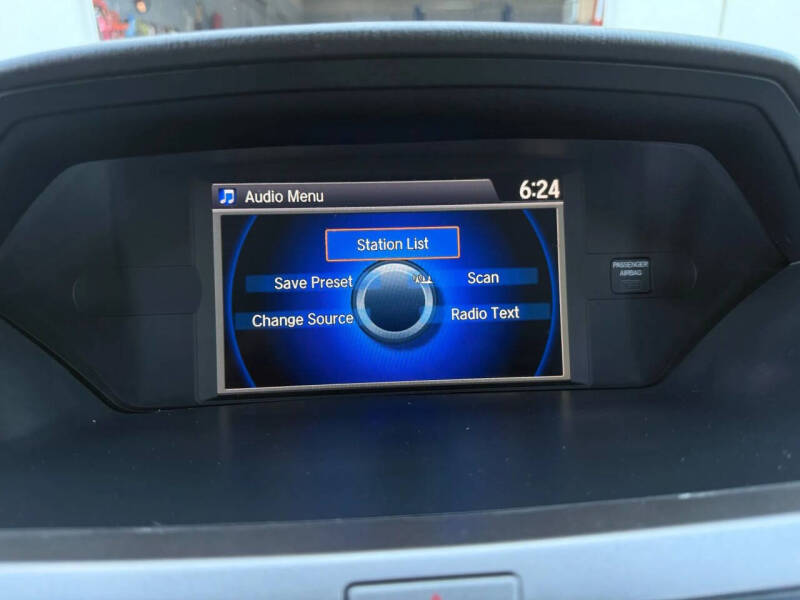 Audio Menu
6:24
Station List
Save Preset
Scan
Change Source
Radio Text
PASSENGER
AIRBAG